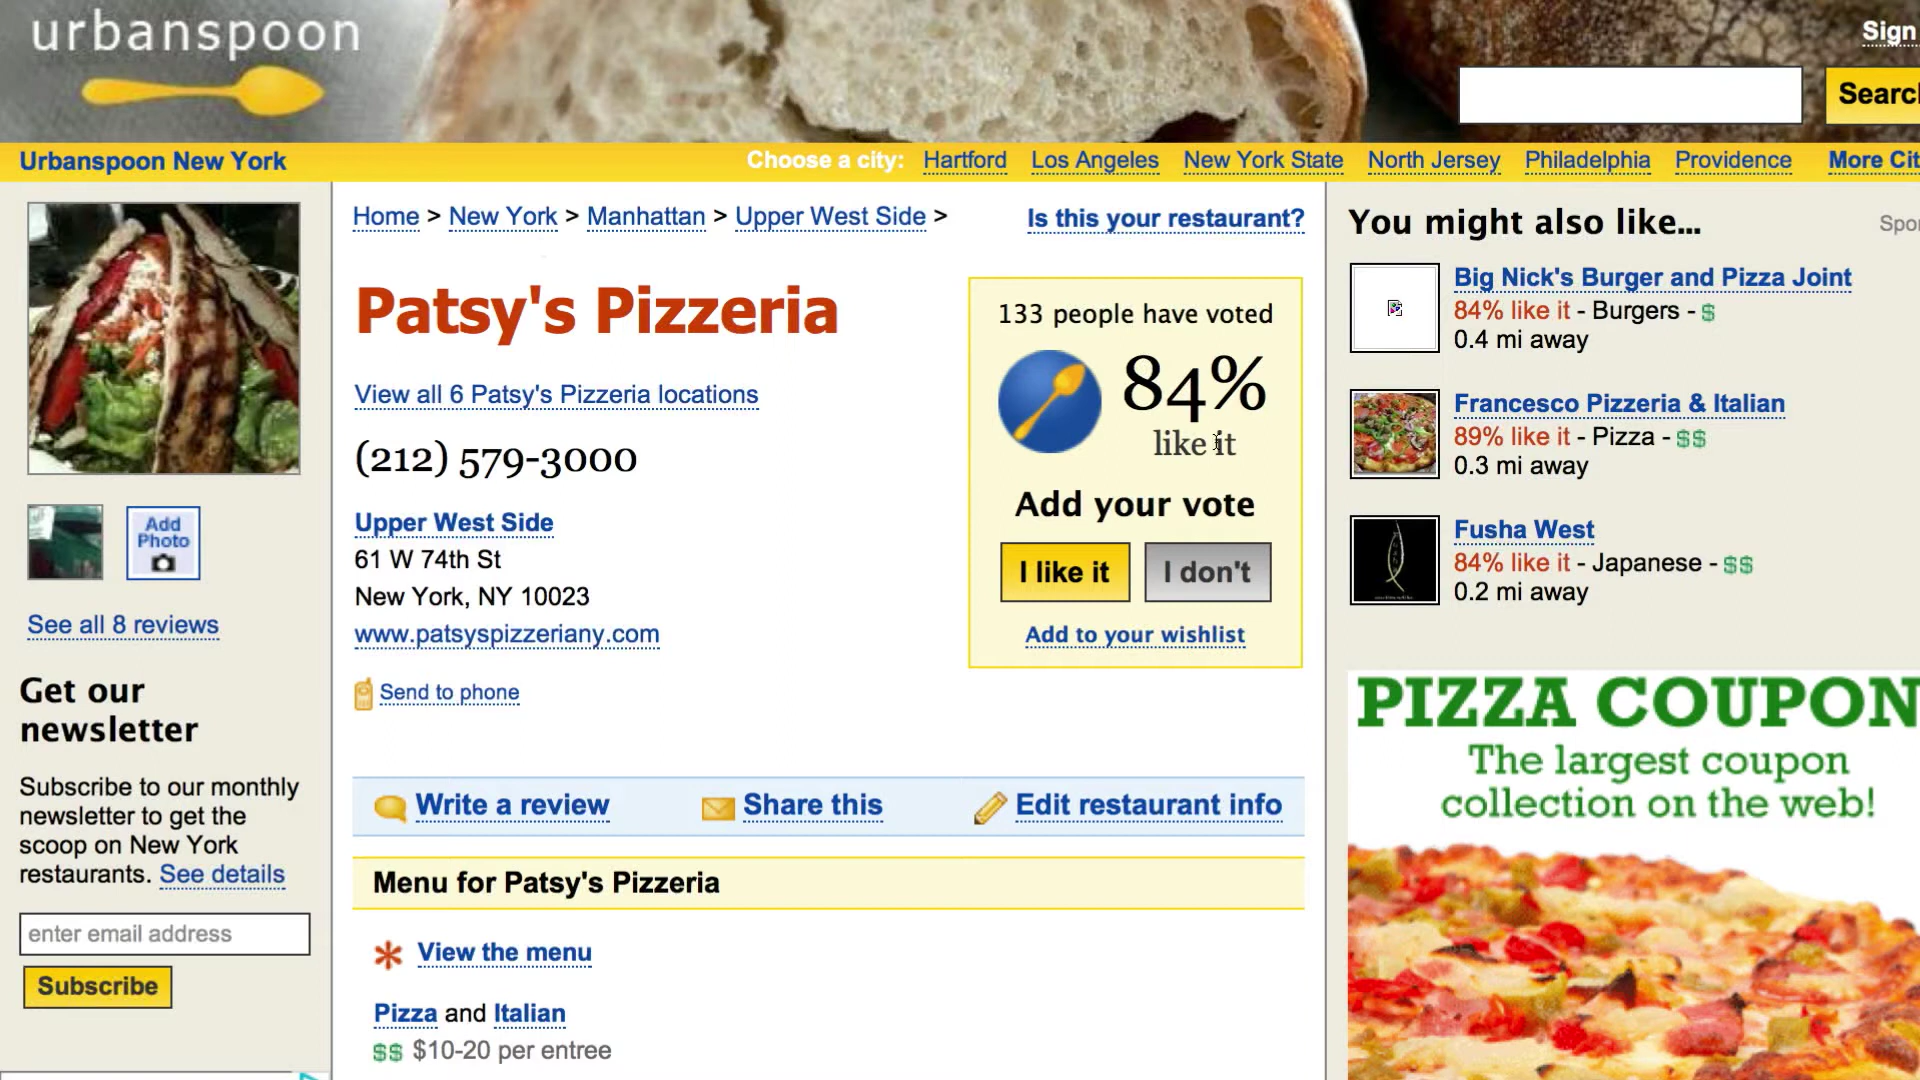 urbanspoon
Sign
Search
Urbanspoon New York
Choose a city: Hartford Los Angeles New York State North Jersey Philadelphia Providence More Cit
Home > New York > Manhattan > Upper West Side >
Is this your restaurant?
Patsy's Pizzeria
View all 6 Patsy's Pizzeria locations
(212) 579-3000
Upper West Side
61 W 74th St
New York, NY 10023
www.patsyspizzeriany.com
Send to phone
133 people have voted
84%
like it
Add your vote
I like it
I don't
Add to your wishlist
Add
Photo
See all 8 reviews
Get our
newsletter
Subscribe to our monthly
newsletter to get the
scoop on New York
restaurants. See details
enter email address
Subscribe
Write a review
Share this
Edit restaurant info
Menu for Patsy's Pizzeria
View the menu
Pizza and Italian
$$ $10-20 per entree
You might also like...
Spo
Big Nick's Burger and Pizza Joint
84% like it - Burgers - $
0.4 mi away
Francesco Pizzeria & Italian
89% like it - Pizza - $$
0.3 mi away
Fusha West
84% like it - Japanese - $$
0.2 mi away
PIZZA COUPON
The largest coupon
collection on the web!